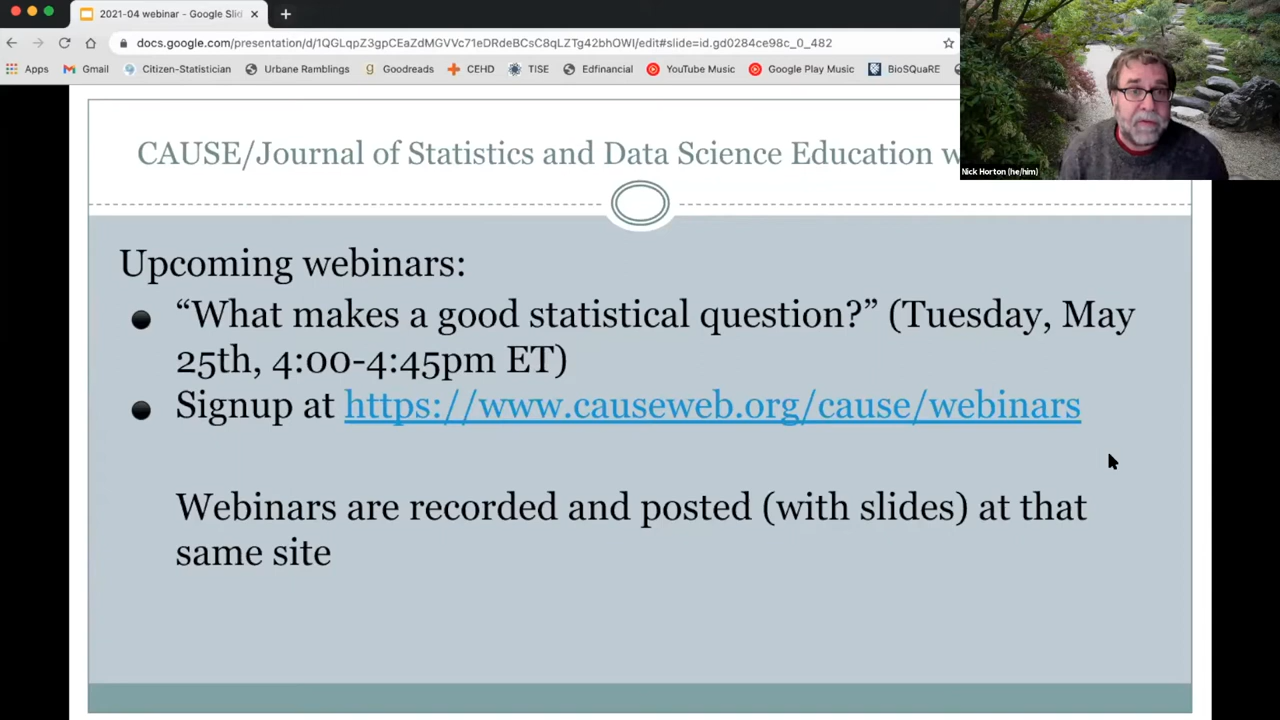 2021-04 webinar - Google Slid
docs.google.com/presentation/d/1QGLqpZ3gpCEaZdMGVVc71eDRdeBCsC8qLZTg42bhOWI/edit#slide=id.gd0284ce98c_0_482
Apps Gmail Citizen-Statistician Urbane Ramblings Goodreads CEHD TISE Edfinancial YouTube Music Google Play Music BioSQuaRE
Nick Horton (he/him)
CAUSE/Journal of Statistics and Data Science Education w
Upcoming webinars:
● “What makes a good statistical question?” (Tuesday, May
25th, 4:00-4:45pm ET)
● Signup at https://www.causeweb.org/cause/webinars
Webinars are recorded and posted (with slides) at that
same site